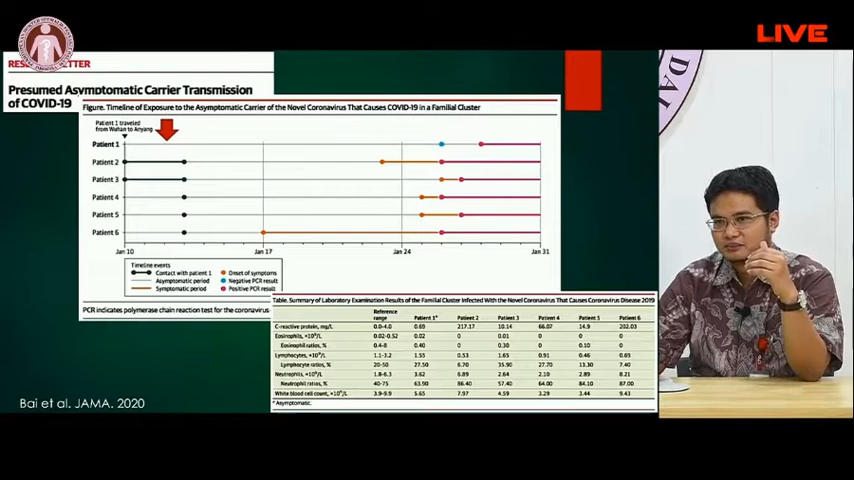 LIVE
RES
TTER
Presumed Asymptomatic Carrier Transmission
of COVID-19
Figure. Timeline of Exposure to the Asymptomatic Carrier of the Novel Coronavirus That Causes COVID-19 in a Familial Cluster
Patient 1 traveled
from Wuhan to Anyang
Patient 1
Patient 2
Patient 3
Patient 4
Patient 5
Patient 6
Jan 10 Jan 17 Jan 24 Jan 31
Timeline events
Contact with patient 1 Onset of symptoms
Asymptomatic period Negative PCR result
Symptomatic period Positive PCR result
PCR indicates polymerase chain reaction test for the coronavirus
Table. Summary of Laboratory Examination Results of the Familial Cluster Infected With the Novel Coronavirus That Causes Coronavirus Disease 2019
Reference
range Patient 1ᵃ Patient 2 Patient 3 Patient 4 Patient 5 Patient 6
C-reactive protein, mg/L 0.0-4.0 0.69 217.17 10.14 66.07 14.9 202.03
Eosinophils, ×10⁹/L 0.02-0.52 0.02 0 0.01 0 0 0
Eosinophil ratios, % 0.4-8 0.40 0 0.30 0 0.10 0
Lymphocytes, ×10⁹/L 1.1-3.2 1.55 0.53 1.65 0.91 0.46 0.69
Lymphocyte ratios, % 20-50 27.50 6.70 35.90 27.70 13.30 7.40
Neutrophils, ×10⁹/L 1.8-6.3 3.62 6.89 2.64 2.10 2.89 8.21
Neutrophil ratios, % 40-75 63.90 86.40 57.40 64.00 84.10 87.00
White blood cell count, ×10⁹/L 3.9-9.9 5.65 7.97 4.59 3.29 3.44 9.43
ᵃ Asymptomatic.
Bai et al. JAMA. 2020
DAL